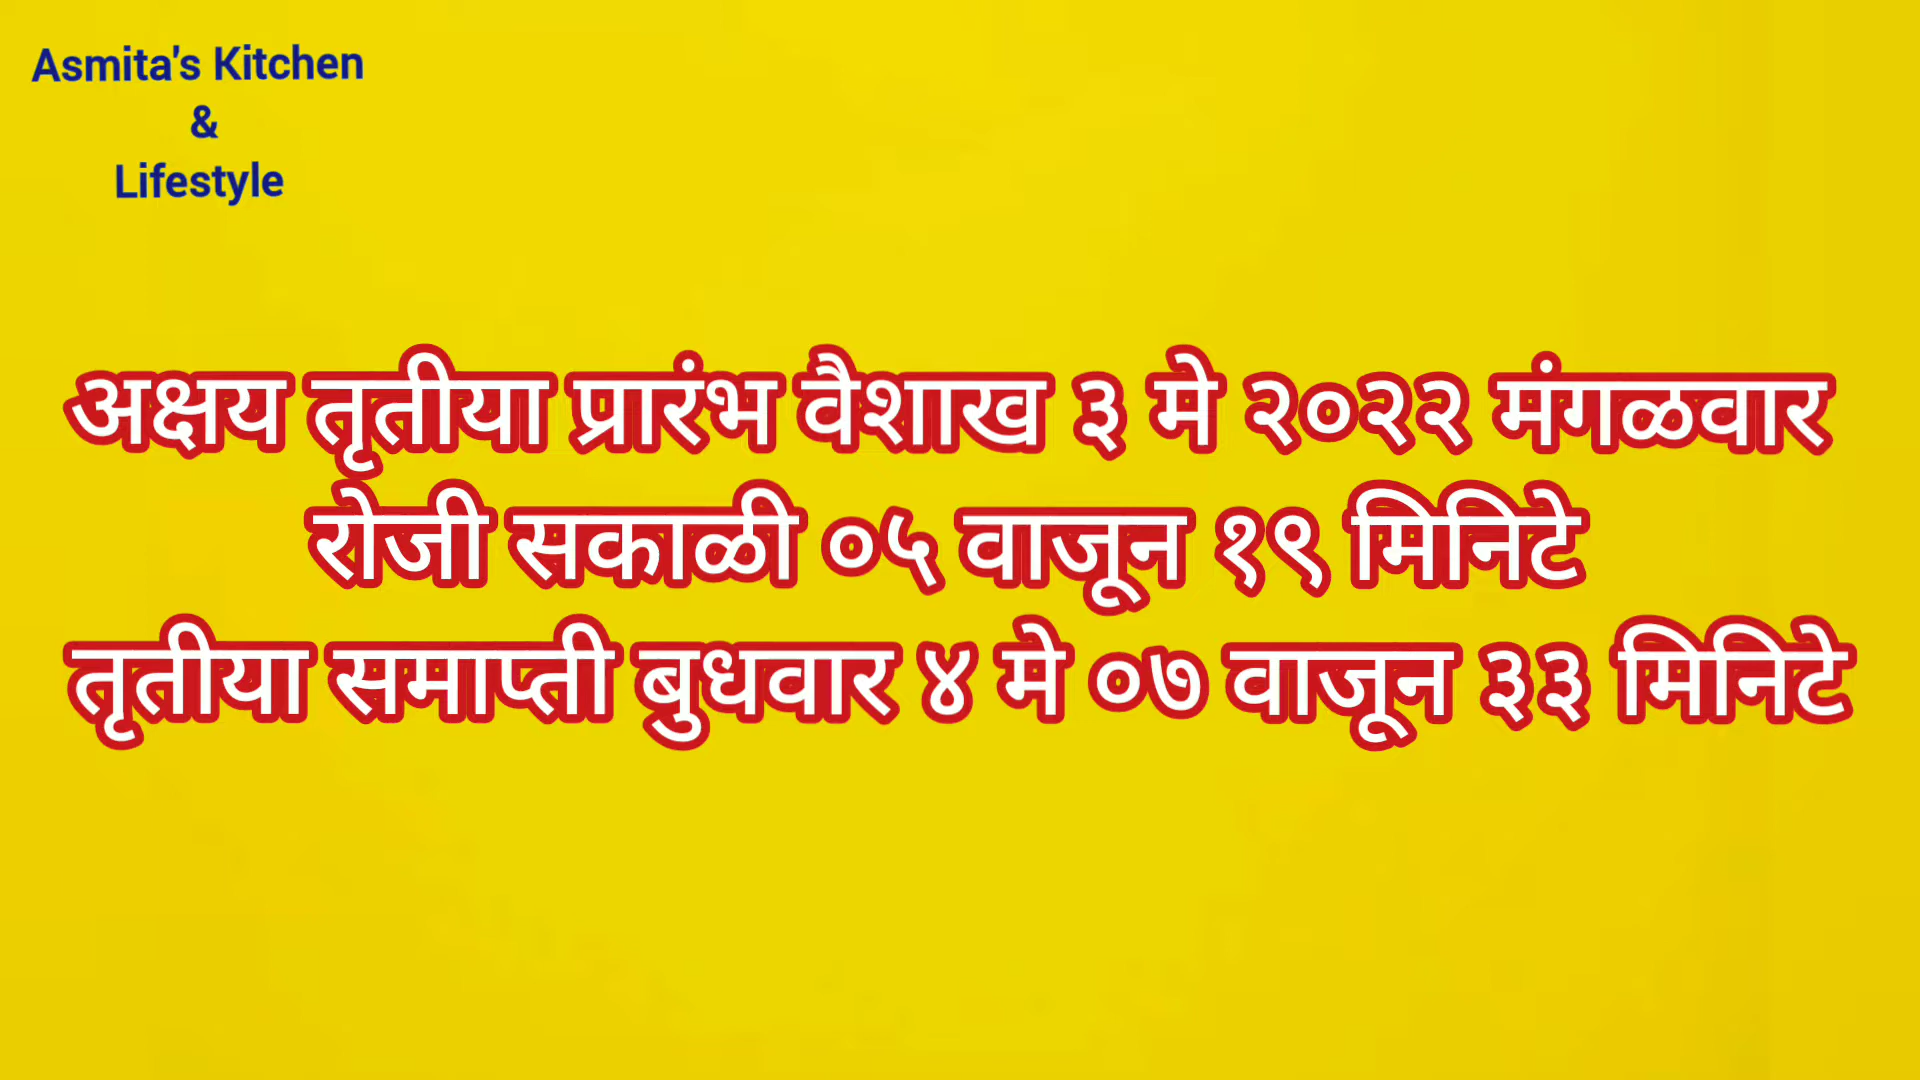 Asmita's Kitchen
&
Lifestyle
अक्षय तृतीया प्रारंभ वैशाख ३ मे २०२२ मंगळवार
रोजी सकाळी ०५ वाजून १९ मिनिटे
तृतीया समाप्ती बुधवार ४ मे ०७ वाजून ३३ मिनिटे